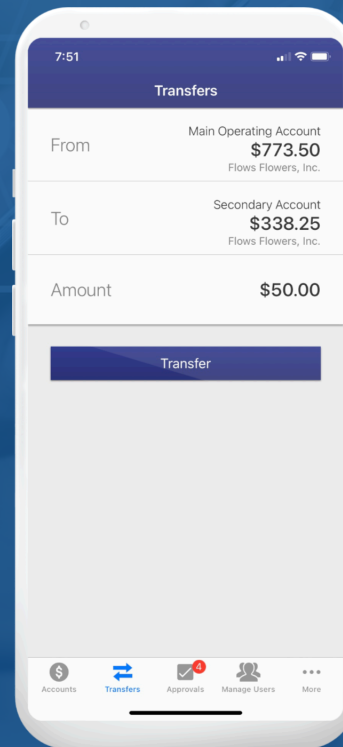 7:51
Transfers
From
Main Operating Account
$773.50
Flows Flowers, Inc.
To
Secondary Account
$338.25
Flows Flowers, Inc.
Amount
$50.00
Transfer
4
Accounts
Transfers
Approvals
Manage Users
More